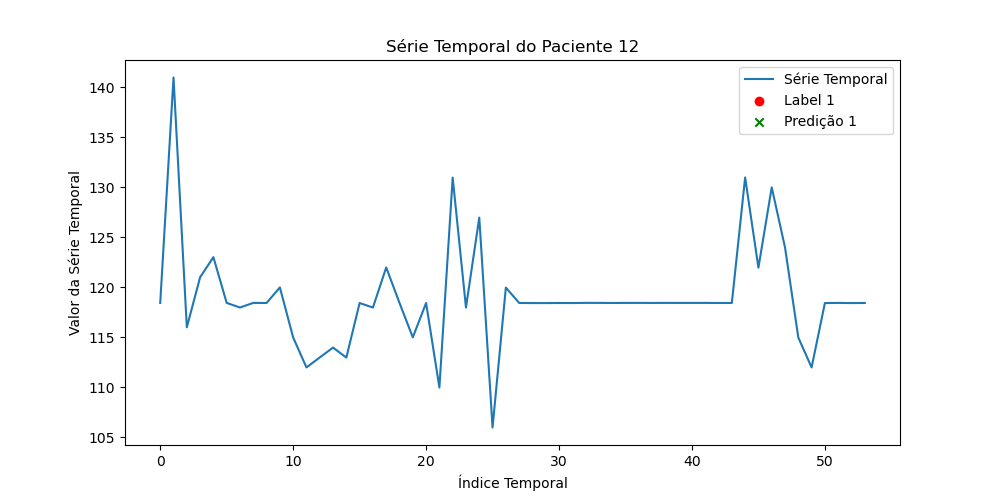 Série Temporal do Paciente 12
Série Temporal
Label 1
Predição 1
Valor da Série Temporal
140
135
130
125
120
115
110
105
0 10 20 30 40 50
Índice Temporal